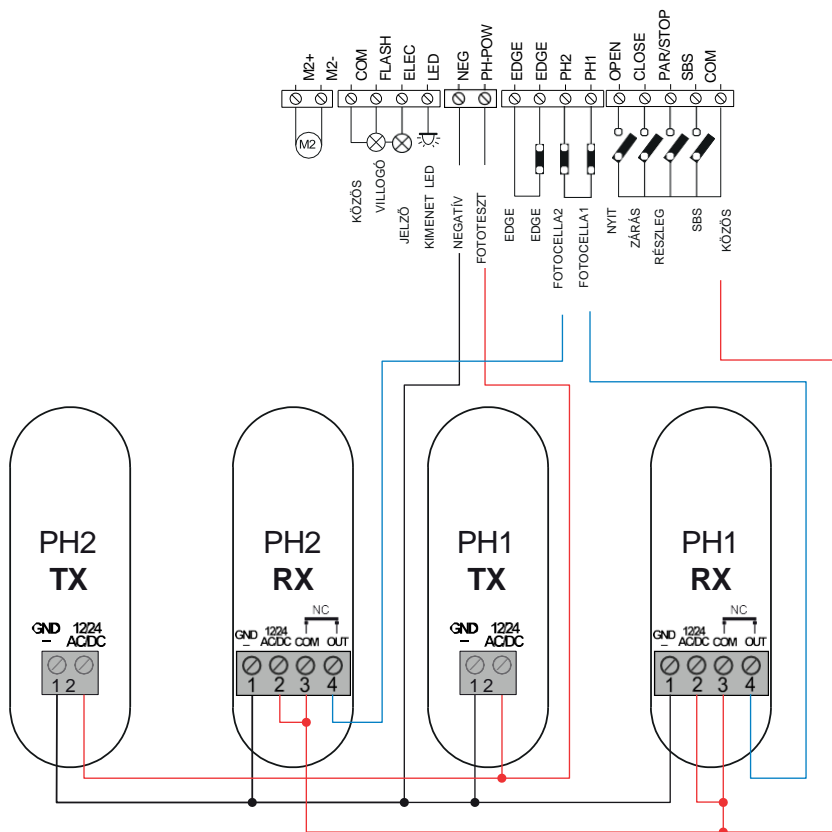 M2+ M2- COM FLASH ELEC LED NEG PH-POW EDGE EDGE PH2 PH1 OPEN CLOSE PAR/STOP SBS COM
M2
KÖZÖS VILLOGÓ JELZŐ KIMENET LED NEGATÍV FOTOTESZT EDGE EDGE FOTOCELLA2 FOTOCELLA1 NYIT ZÁRÁS RÉSZLEG SBS KÖZÖS
PH2
TX
GND 12/24
– AC/DC
1 2
PH2
RX
NC
GND 12/24 AC/DC COM OUT
–
1 2 3 4
PH1
TX
GND 12/24
– AC/DC
1 2
PH1
RX
NC
GND 12/24 AC/DC COM OUT
–
1 2 3 4